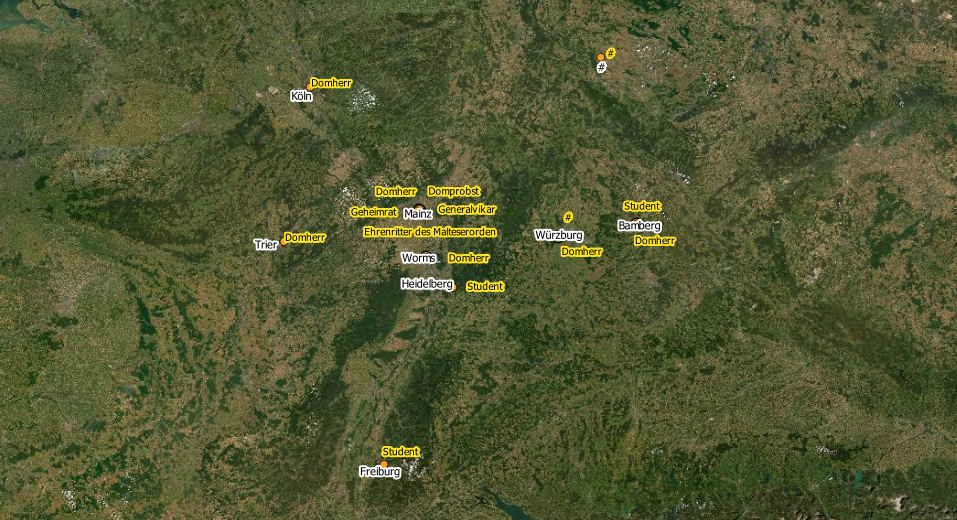 #
#
Domherr
Köln
Domherr
Domprobst
Geheimrat
Mainz
Generalvikar
Ehrenritter des Malteserorden
Student
Bamberg
Domherr
#
Würzburg
Domherr
Trier
Domherr
Worms
Domherr
Heidelberg
Student
Student
Freiburg